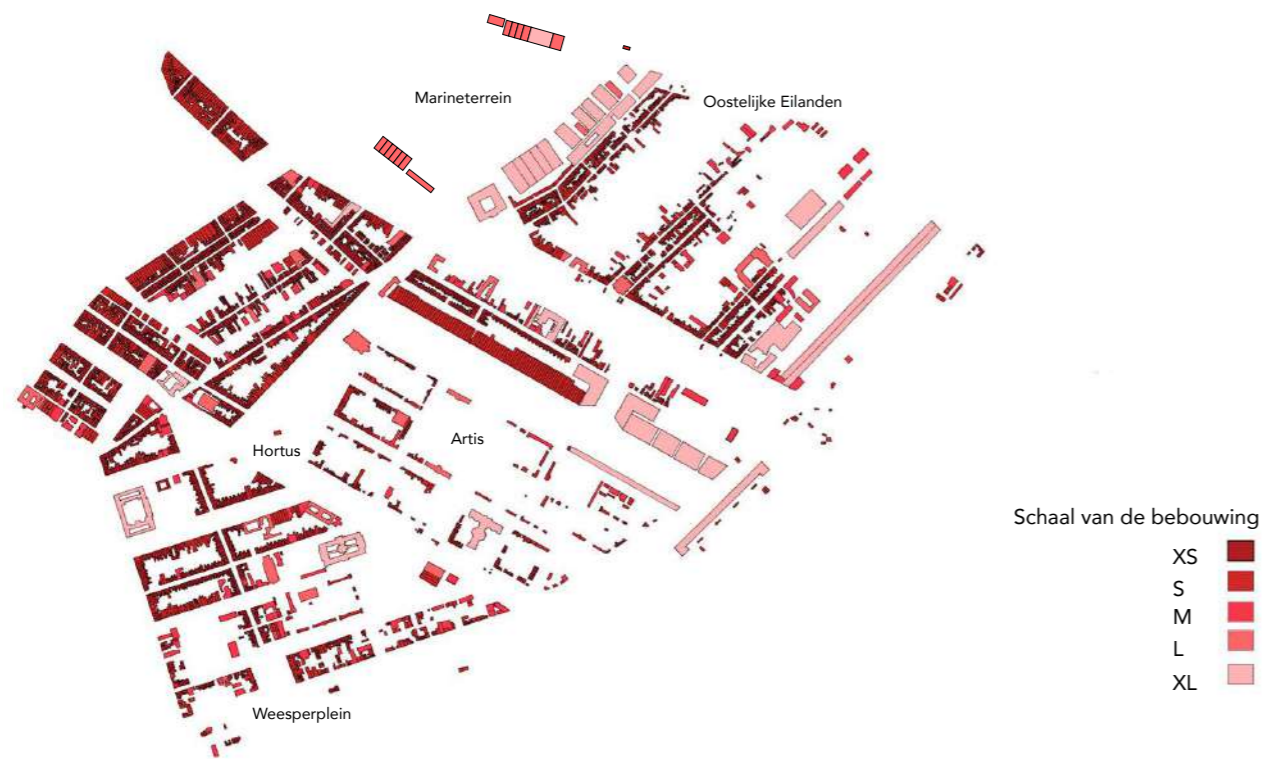 Marineterrein
Oostelijke Eilanden
Artis
Hortus
Weesperplein
Schaal van de bebouwing
XS
S
M
L
XL